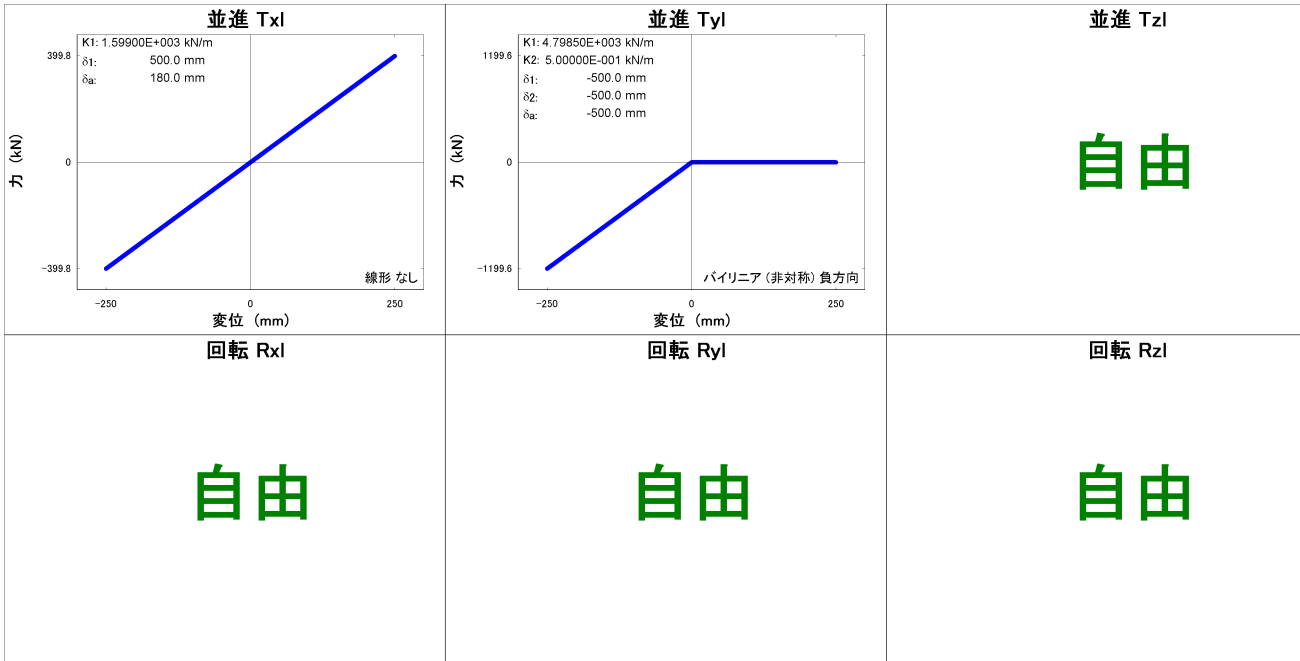 並進 Txl
K1: 1.59900E+003 kN/m
δ1: 500.0 mm
δa: 180.0 mm
399.8
0
-399.8
力 (kN)
-250
0
250
変位 (mm)
線形 なし
並進 Tyl
K1: 4.79850E+003 kN/m
K2: 5.00000E-001 kN/m
δ1: -500.0 mm
δ2: -500.0 mm
δa: -500.0 mm
1199.6
0
-1199.6
力 (kN)
-250
0
250
変位 (mm)
バイリニア (非対称) 負方向
並進 Tzl
自由
回転 Rxl
自由
回転 Ryl
自由
回転 Rzl
自由